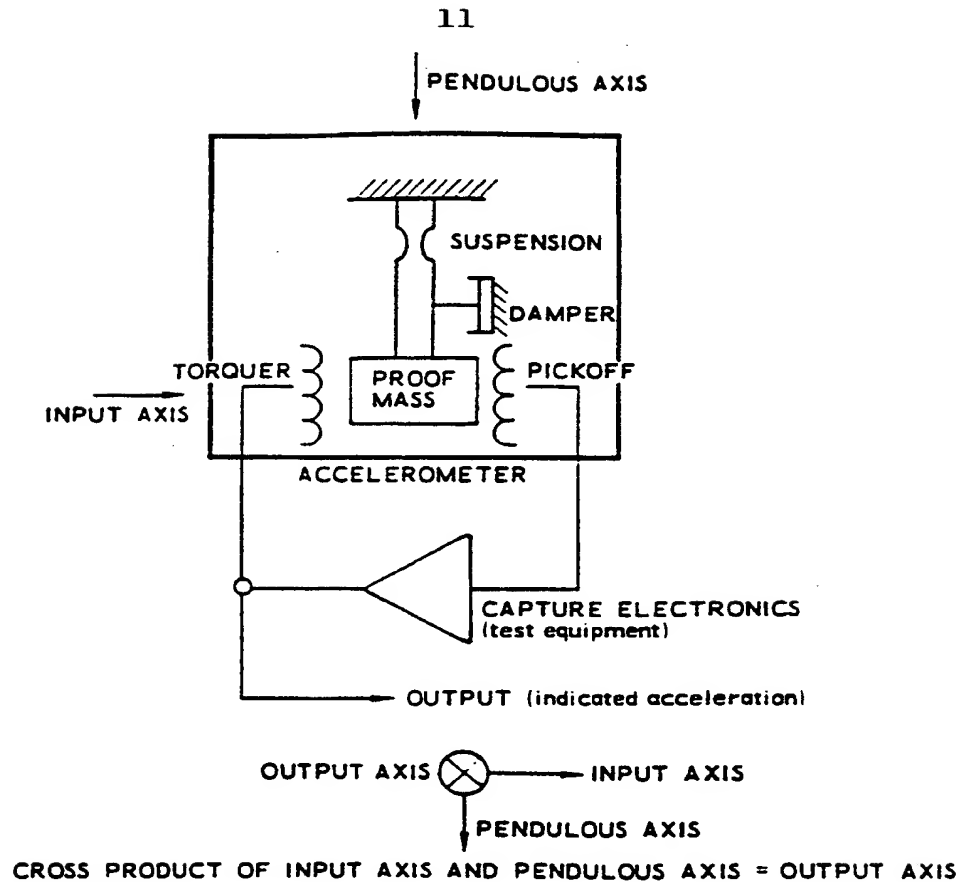 11
PENDULOUS AXIS
SUSPENSION
DAMPER
TORQUER
PROOF
MASS
PICKOFF
INPUT AXIS
ACCELEROMETER
CAPTURE ELECTRONICS
(test equipment)
OUTPUT (indicated acceleration)
OUTPUT AXIS
INPUT AXIS
PENDULOUS AXIS
CROSS PRODUCT OF INPUT AXIS AND PENDULOUS AXIS = OUTPUT AXIS